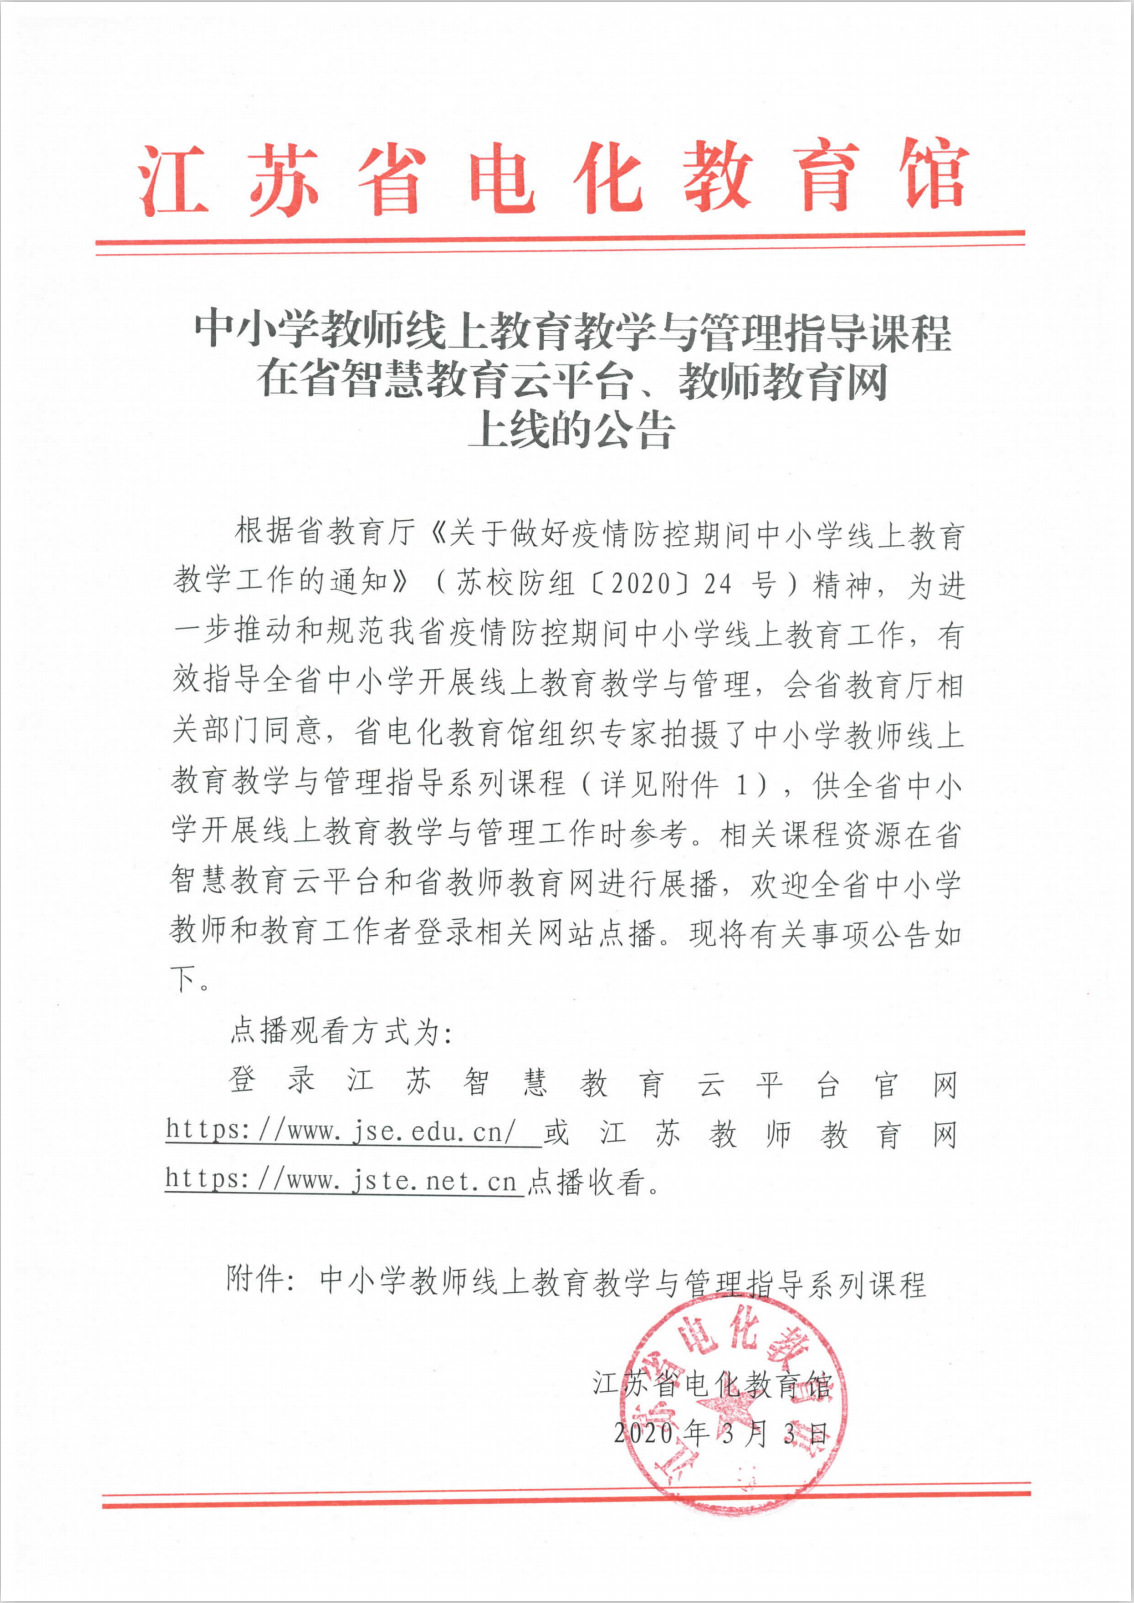 江苏省电化教育馆
中小学教师线上教育教学与管理指导课程
在省智慧教育云平台、教师教育网
上线的公告
根据省教育厅《关于做好疫情防控期间中小学线上教育
教学工作的通知》（苏校防组〔2020〕24 号）精神，为进
一步推动和规范我省疫情防控期间中小学线上教育工作，有
效指导全省中小学开展线上教育教学与管理，会省教育厅相
关部门同意，省电化教育馆组织专家拍摄了中小学教师线上
教育教学与管理指导系列课程（详见附件 1），供全省中小
学开展线上教育教学与管理工作时参考。相关课程资源在省
智慧教育云平台和省教师教育网进行展播，欢迎全省中小学
教师和教育工作者登录相关网站点播。现将有关事项公告如
下。
点播观看方式为：
登录江苏智慧教育云平台官网
https://www.jse.edu.cn/ 或江苏教师教育网
https://www.jste.net.cn 点播收看。
附件：中小学教师线上教育教学与管理指导系列课程
江苏省电化教育馆
2020 年 3 月 3 日
江苏省电化教育馆